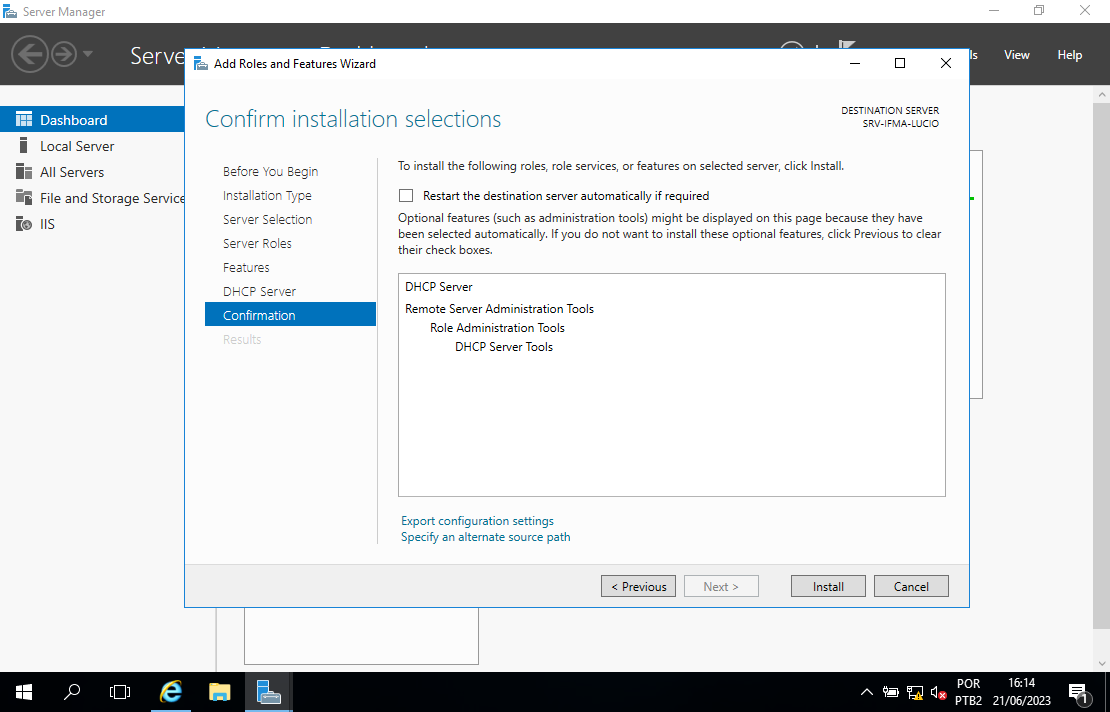 Server Manager
Add Roles and Features Wizard
View
Help
Confirm installation selections
DESTINATION SERVER
SRV-IFMA-LUCIO
Dashboard
Local Server
All Servers
File and Storage Service
IIS
Before You Begin
Installation Type
Server Selection
Server Roles
Features
DHCP Server
Confirmation
Results
To install the following roles, role services, or features on selected server, click Install.
Restart the destination server automatically if required
Optional features (such as administration tools) might be displayed on this page because they have
been selected automatically. If you do not want to install these optional features, click Previous to clear
their check boxes.
DHCP Server
Remote Server Administration Tools
Role Administration Tools
DHCP Server Tools
Export configuration settings
Specify an alternate source path
< Previous
Next >
Install
Cancel
POR
PTB2
16:14
21/06/2023
1